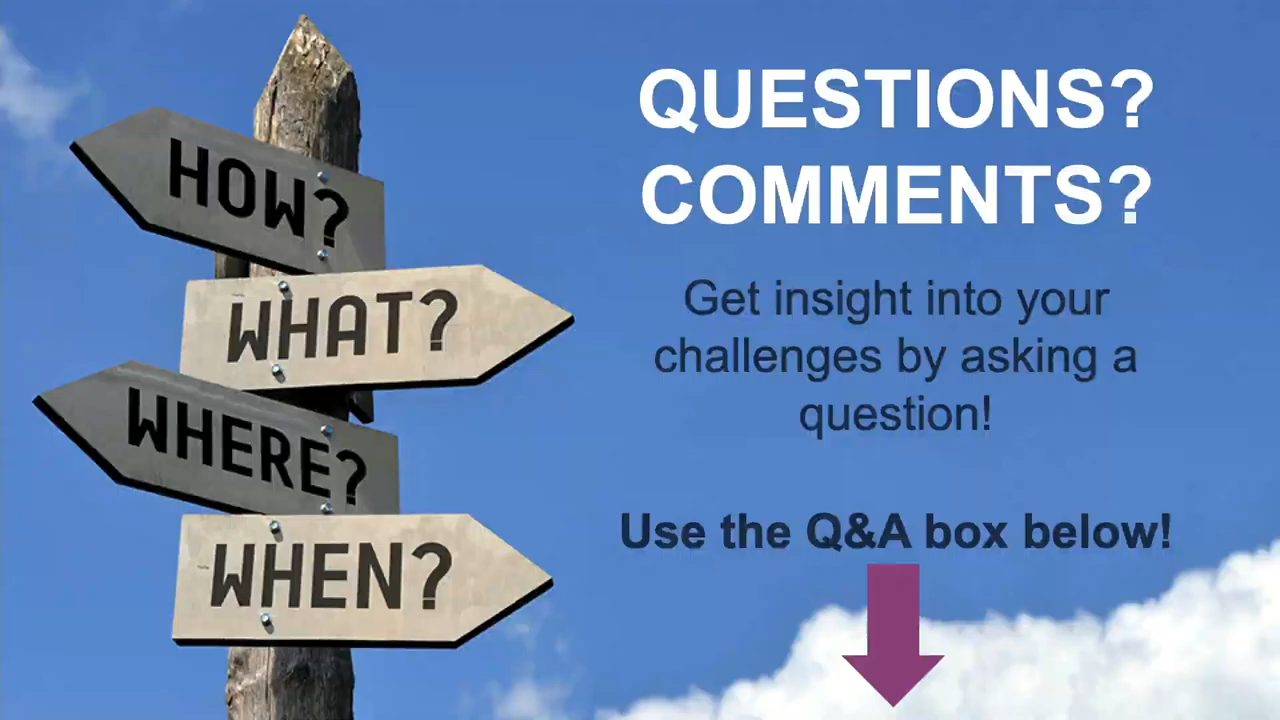 HOW?
WHAT?
WHERE?
WHEN?
QUESTIONS?
COMMENTS?
Get insight into your
challenges by asking a
question!
Use the Q&A box below!